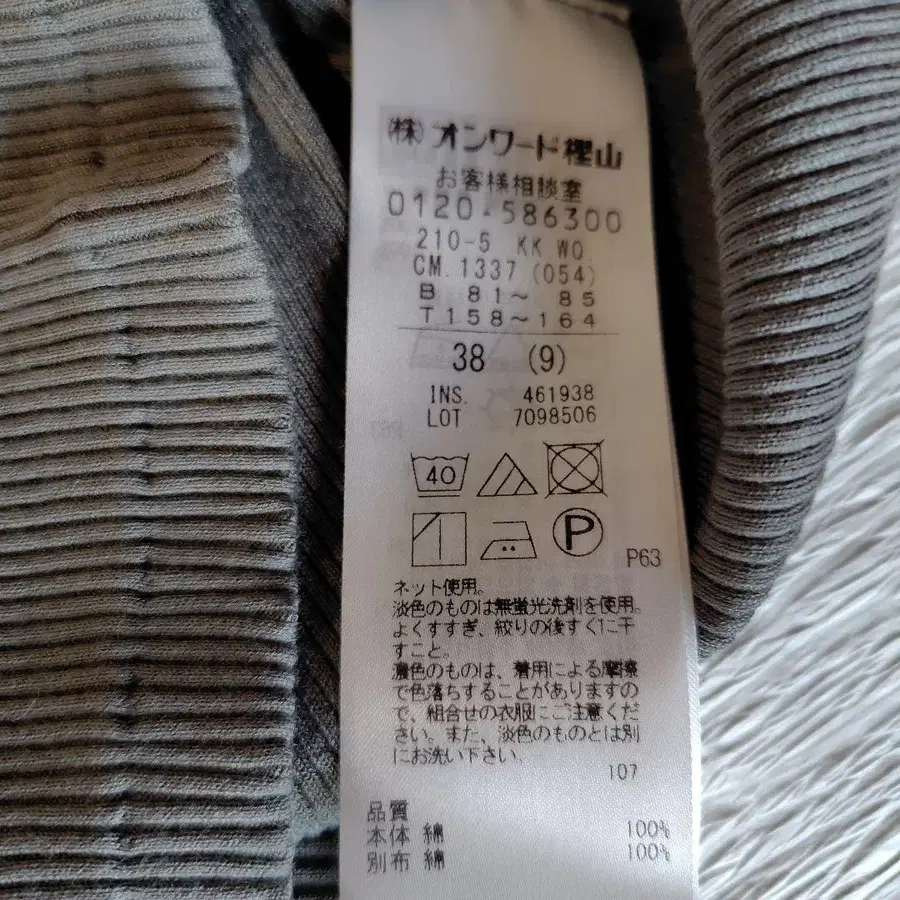 ㈱ オンワード樫山
お客様相談室
0120-586300
210-5 KK WO
CM. 1337 (054)
B 81～ 85
T 158～164
38 (9)
INS. 461938
LOT 7098506
40
P
P63
ネット使用。
淡色のものは無蛍光洗剤を使用。
よくすすぎ、絞りの後すぐに干
すこと。
濃色のものは、着用による摩擦
で色落ちすることがありますの
で、組合せの衣服にご注意くだ
さい。また、淡色のものとは別
にお洗い下さい。
107
品質
本体 綿 100%
別布 綿 100%